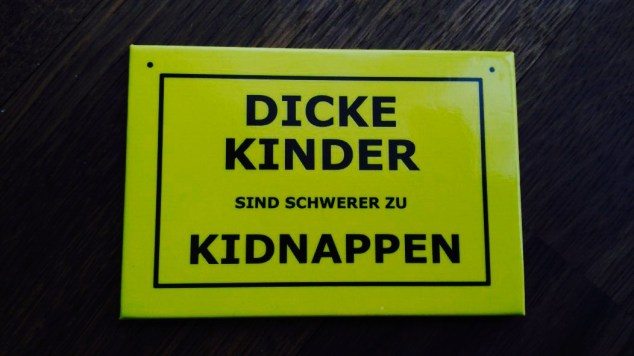 DICKE
KINDER
SIND SCHWERER ZU
KIDNAPPEN